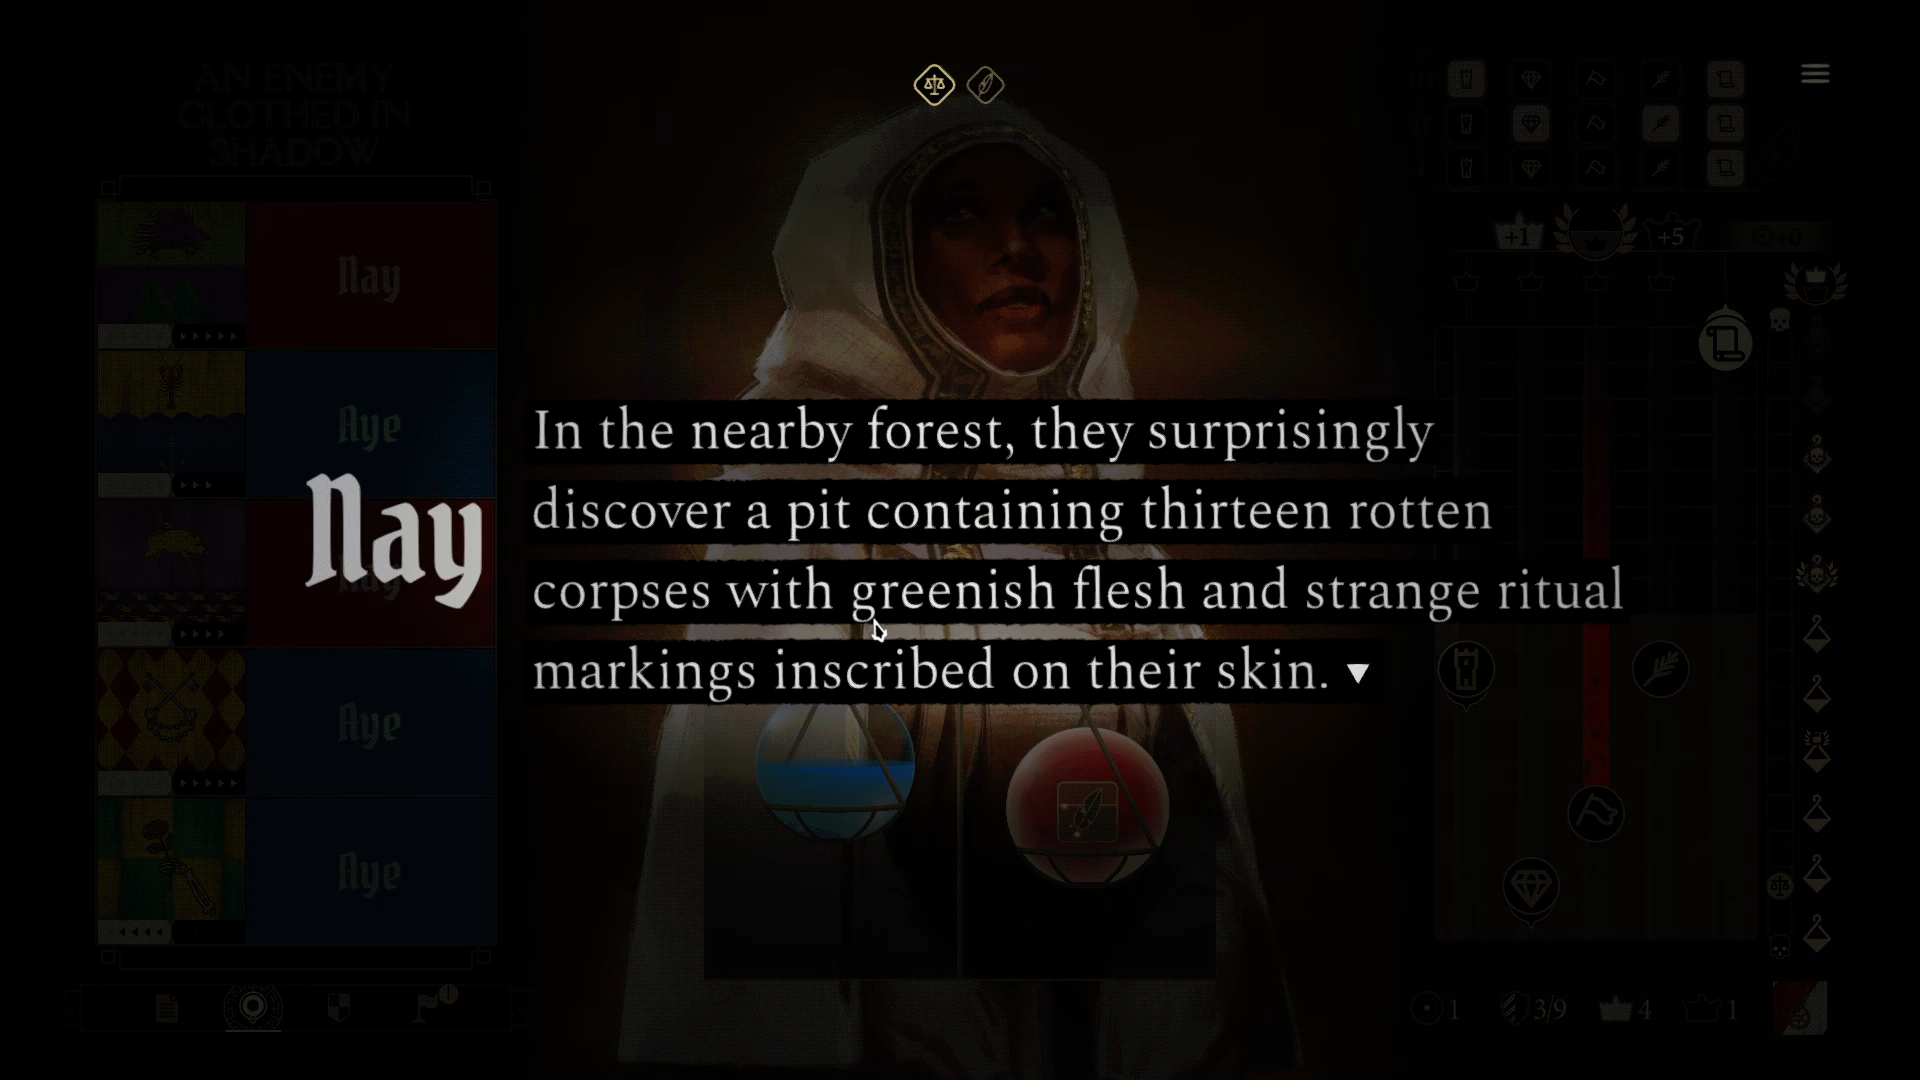 AN ENEMY
CLOTHED IN
SHADOW
+1
+5
+0
Nay
Aye
Nay
Aye
Aye
In the nearby forest, they surprisingly
discover a pit containing thirteen rotten
corpses with greenish flesh and strange ritual
markings inscribed on their skin.
1
3/9
4
1